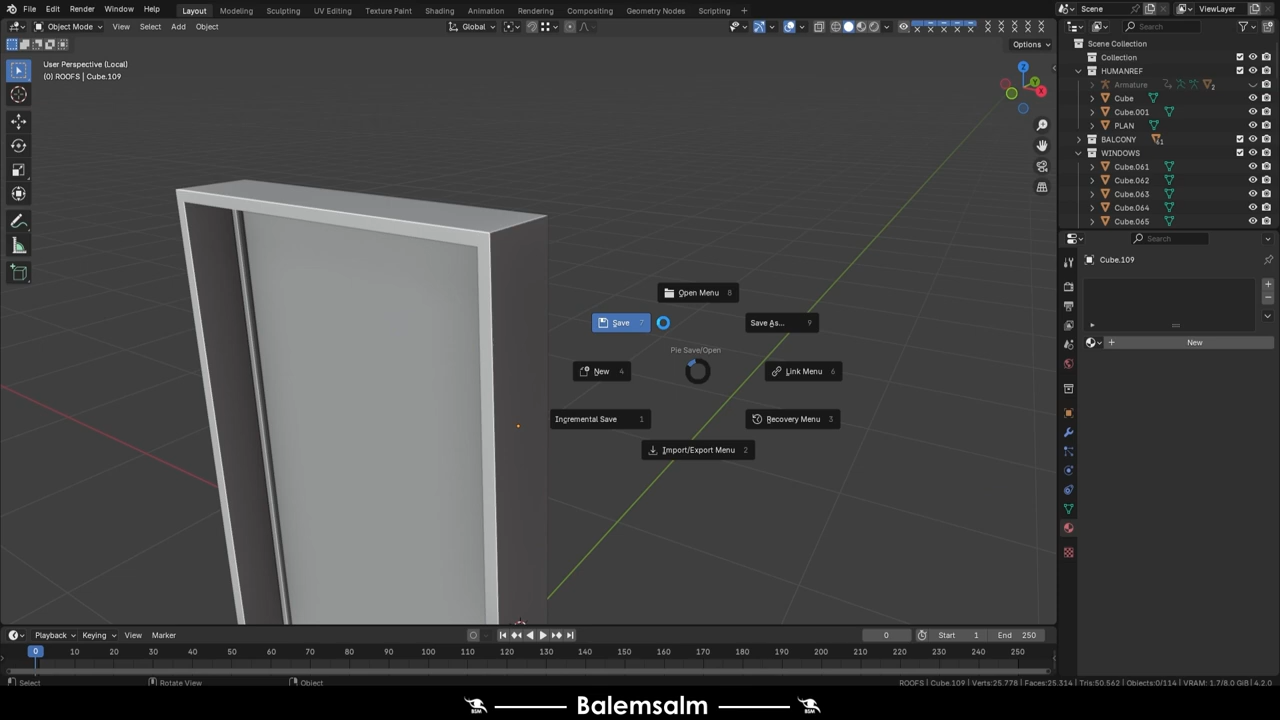 File Edit Render Window Help Layout Modeling Sculpting UV Editing Texture Paint Shading Animation Rendering Compositing Geometry Nodes Scripting + Scene ViewLayer
Object Mode View Select Add Object Global Search
Options
User Perspective (Local)
(0) ROOFS | Cube.109
Z
Y
X
Scene Collection
Collection
HUMANREF
Armature 2
Cube
Cube.001
PLAN
BALCONY 61
WINDOWS
Cube.061
Cube.062
Cube.063
Cube.064
Cube.065
Search
Cube.109
+ New
Open Menu 8
Save 7
Save As... 9
Pie Save/Open
New 4
Link Menu 6
Incremental Save 1
Recovery Menu 3
Import/Export Menu 2
Playback Keying View Marker 0 Start 1 End 250
0 10 20 30 40 50 60 70 80 90 100 110 120 130 140 150 160 170 180 190 200 210 220 230 240 250
Select Rotate View Object ROOFS | Cube.109 | Verts:25.778 | Faces:25.314 | Tris:50.562 | Objects:0/114 | VRAM: 1.7/8.0 GiB | 4.2.0
BSM Balemsalm BSM